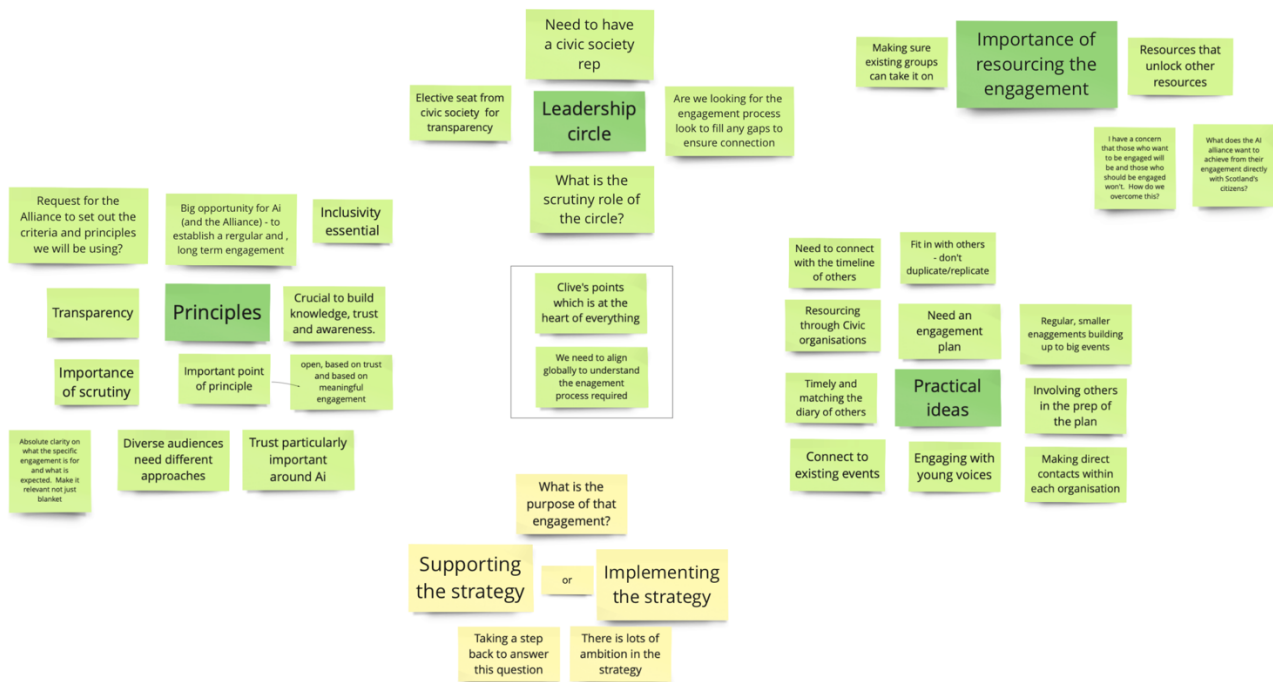 Need to have
a civic society
rep
Elective seat from
civic society for
transparency
Leadership
circle
Are we looking for the
engagement process
look to fill any gaps to
ensure connection
What is the
scrutiny role of
the circle?
Making sure
existing groups
can take it on
Importance of
resourcing the
engagement
Resources that
unlock other
resources
I have a concern
that those who want
to be engaged will
be and those who
should be engaged
won't. How do we
overcome this?
What does the AI
alliance want to
achieve from their
engagement directly
with Scotland's
citizens?
Request for the
Alliance to set out the
criteria and principles
we will be using?
Big opportunity for Ai
(and the Alliance) - to
establish a rergular and ,
long term engagement
Inclusivity
essential
Transparency
Principles
Crucial to build
knowledge, trust
and awareness.
Importance
of scrutiny
Important point
of principle
open, based on trust
and based on
meaningful
engagement
Absolute clarity on
what the specific
engagement is for
and what is
expected. Make it
relevant not just
blanket
Diverse audiences
need different
approaches
Trust particularly
important
around Ai
Clive's points
which is at the
heart of everything
We need to align
globally to understand
the enagement
process required
Need to connect
with the timeline
of others
Fit in with others
- don't
duplicate/replicate
Resourcing
through Civic
organisations
Need an
engagement
plan
Regular, smaller
enaggements building
up to big events
Timely and
matching the
diary of others
Practical
ideas
Involving others
in the prep of
the plan
Connect to
existing events
Engaging with
young voices
Making direct
contacts within
each organisation
What is the
purpose of that
engagement?
Supporting
the strategy
or
Implementing
the strategy
Taking a step
back to answer
this question
There is lots of
ambition in the
strategy